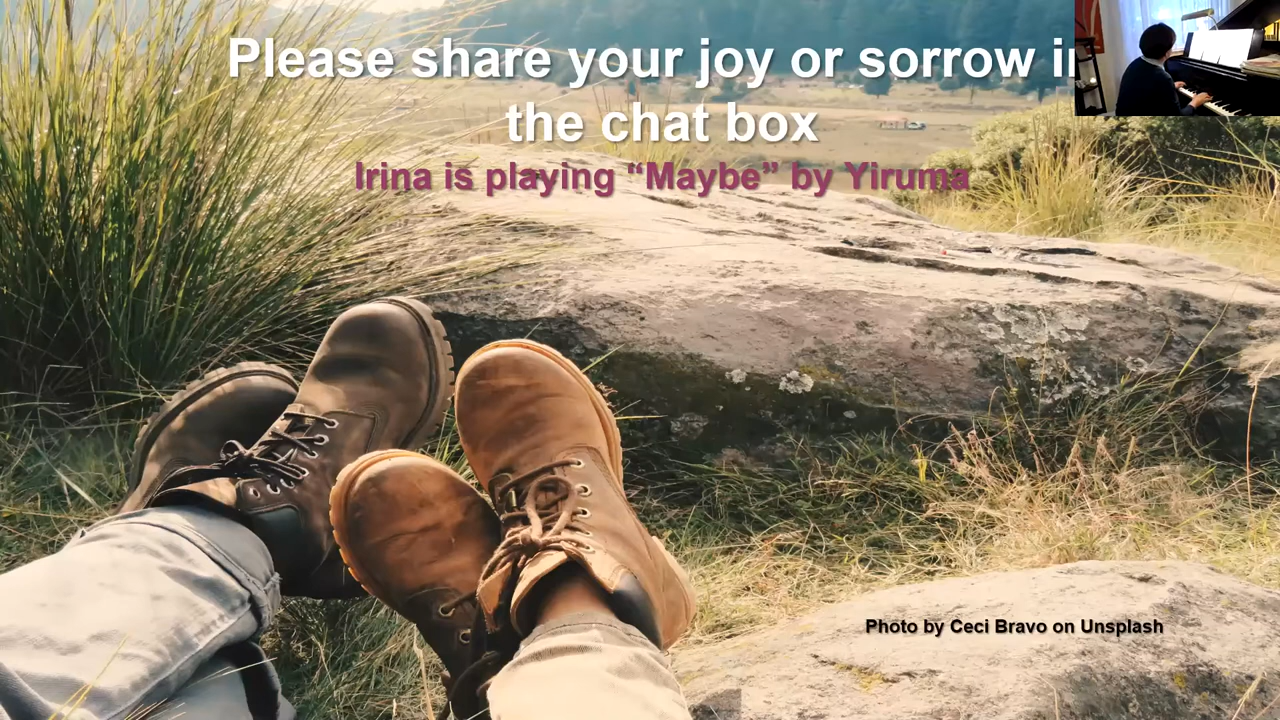 Please share your joy or sorrow in
the chat box
Irina is playing “Maybe” by Yiruma
Photo by Ceci Bravo on Unsplash